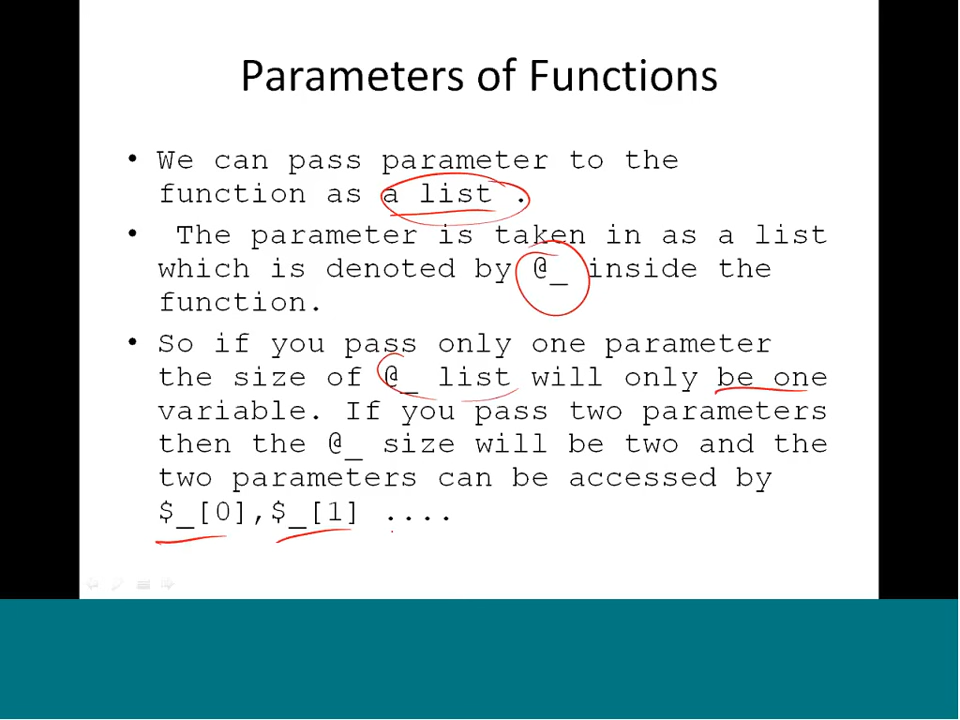 Parameters of Functions
• We can pass parameter to the
function as a list .
• The parameter is taken in as a list
which is denoted by @_ inside the
function.
• So if you pass only one parameter
the size of @_ list will only be one
variable. If you pass two parameters
then the @_ size will be two and the
two parameters can be accessed by
$_[0],$_[1] ....